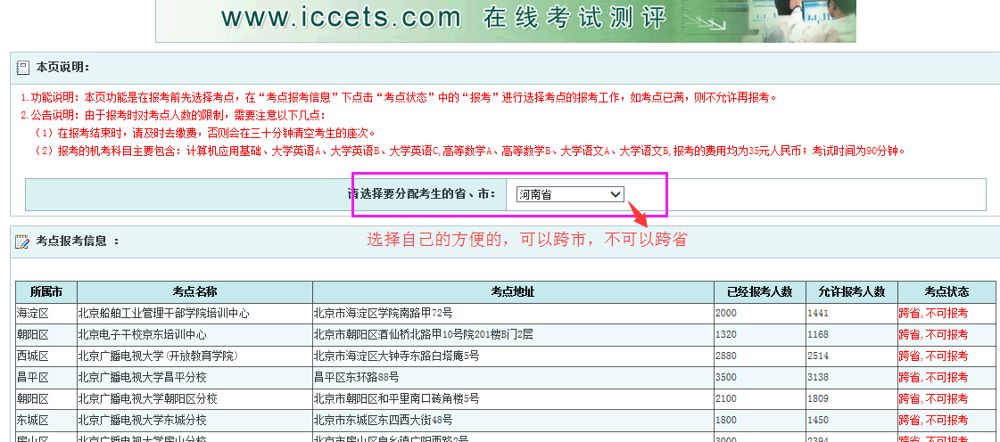 www.iccets.com 在线考试测评
本页说明：
1.功能说明：本页功能是在报考前先选择考点，在“考点报考信息”下点击“考点状态”中的“报考”进行选择考点的报考工作，如考点已满，则不允许再报考。
2.公告说明：由于报考时对考点人数的限制，需要注意以下几点：
（1）在报考结束时，请及时去缴费，否则会在三十分钟清空考生的座次。
（2）报考的机考科目主要包含：计算机应用基础、大学英语A、大学英语B、大学英语C,高等数学A、高等数学B、大学语文A、大学语文B,报考的费用均为35元人民币；考试时间为90分钟。
请选择要分配考生的省、市： 河南省
选择自己的方便的，可以跨市，不可以跨省
考点报考信息 ：
所属市 考点名称 考点地址 已经报考人数 允许报考人数 考点状态
海淀区 北京船舶工业管理干部学院培训中心 北京市海淀区学院南路甲72号 2000 1441 跨省,不可报考
朝阳区 北京电子干校京东培训中心 北京市朝阳区酒仙桥北路甲10号院201楼B门2层 1320 1168 跨省,不可报考
西城区 北京广播电视大学(开放教育学院) 北京市海淀区大钟寺东路白塔庵5号 2880 2514 跨省,不可报考
昌平区 北京广播电视大学昌平分校 昌平区东环路88号 3500 3138 跨省,不可报考
朝阳区 北京广播电视大学朝阳区分校 北京市朝阳区和平里南口砖角楼5号 2100 1809 跨省,不可报考
东城区 北京广播电视大学东城分校 北京市东城区东四西大街48号 1800 1450 跨省,不可报考
房山区 北京广播电视大学房山分校 北京市房山区良乡镇广阳西路2号 3000 2394 跨省,不可报考